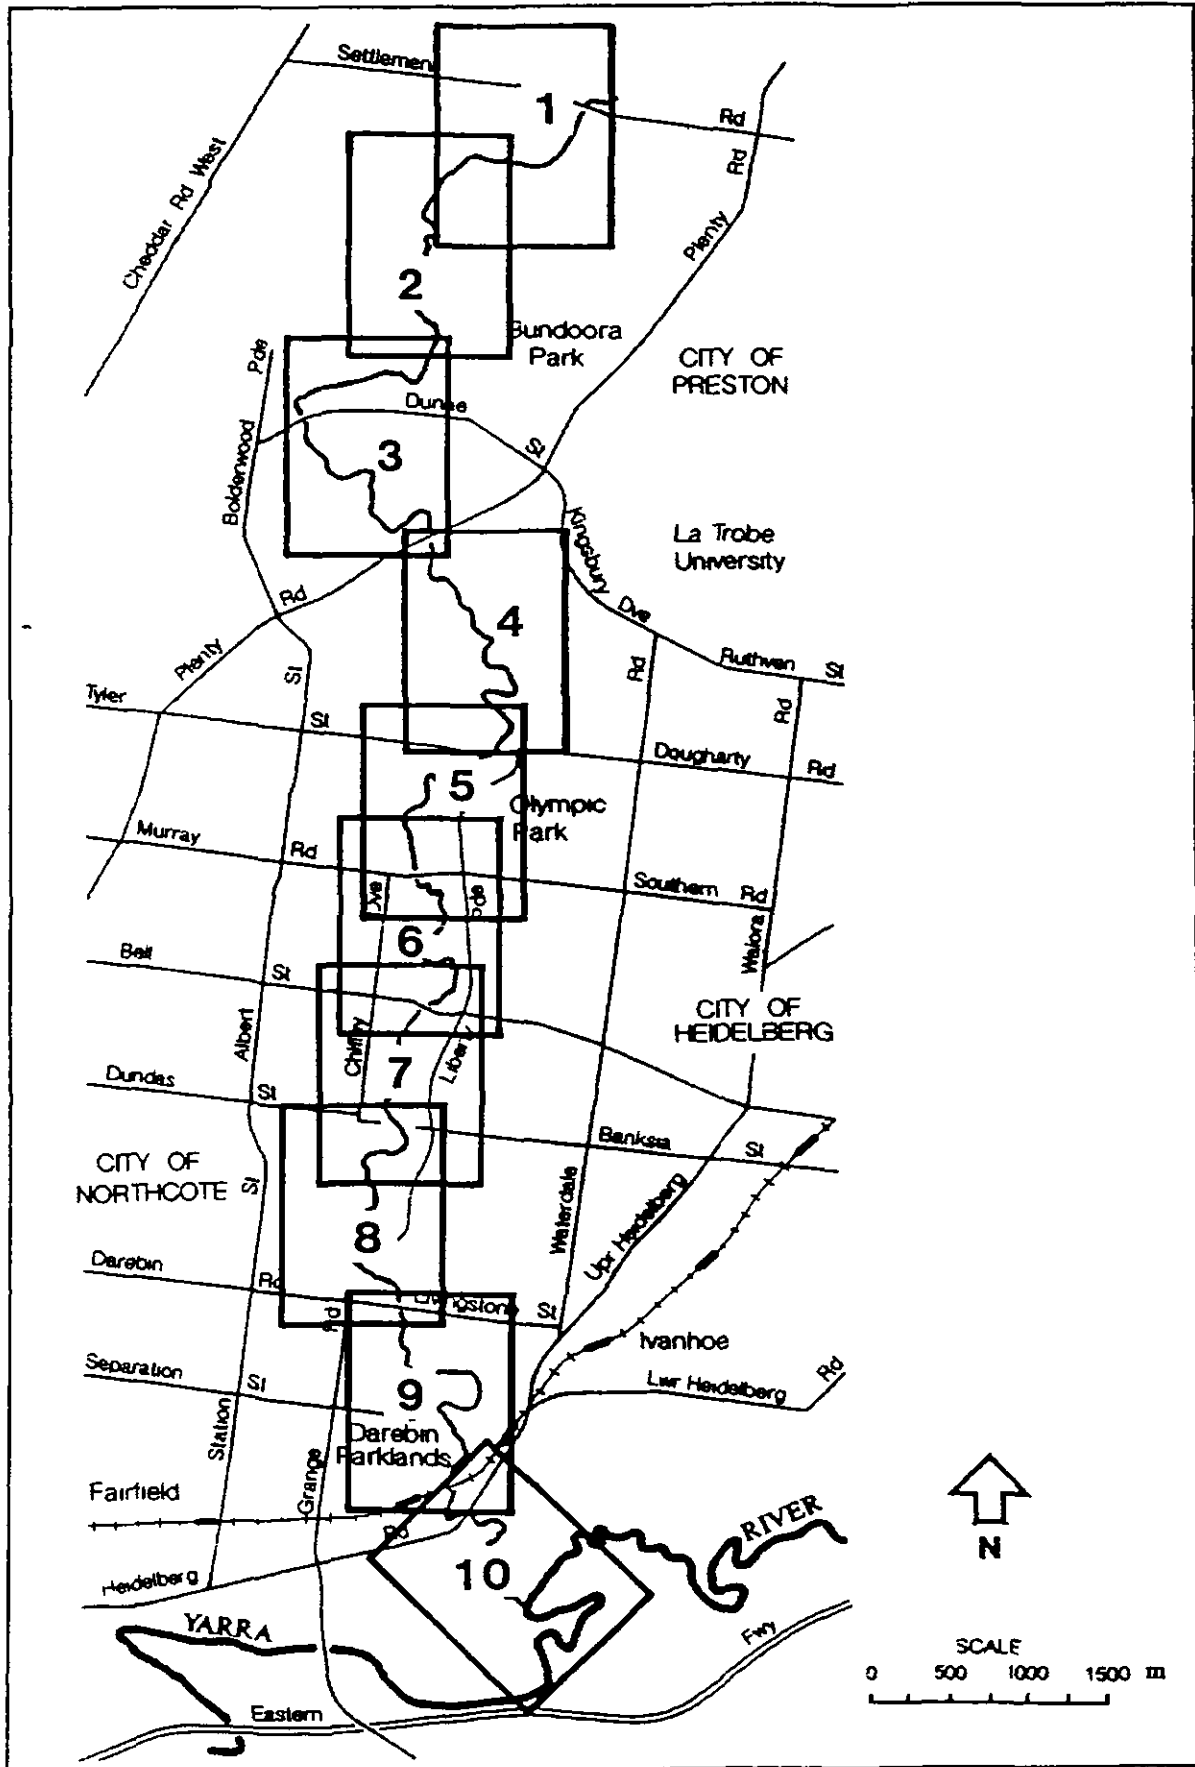 Settlement
1
Rd
Rd
Cheddar Rd West
Plenty
2
Bundoora
Park
CITY OF
PRESTON
Pde
Dunne
Bolderwood
3
St
Kingsbury
La Trobe
University
Rd
4
Dve
Plenty
St
Rd
Ruthven St
Tyler
St
Rd
Dougharty
Rd
5
Olympic
Park
Murray
Rd
Dve
Pde
Southern Rd
6
Waiora
Bell
St
CITY OF
HEIDELBERG
Albert
Chifley
7
Liberty
Dundas
St
Banksia
St
CITY OF
NORTHCOTE
St
Waterdale
Upr Heidelberg
8
Darebin
Rd
Rd
Livingstone
St
Ivanhoe
Separation
St
9
Lwr Heidelberg
Rd
Station
Darebin
Parklands
Grange
Fairfield
Rd
RIVER
N
Heidelberg
10
YARRA
Fwy
SCALE
0 500 1000 1500 m
Eastern